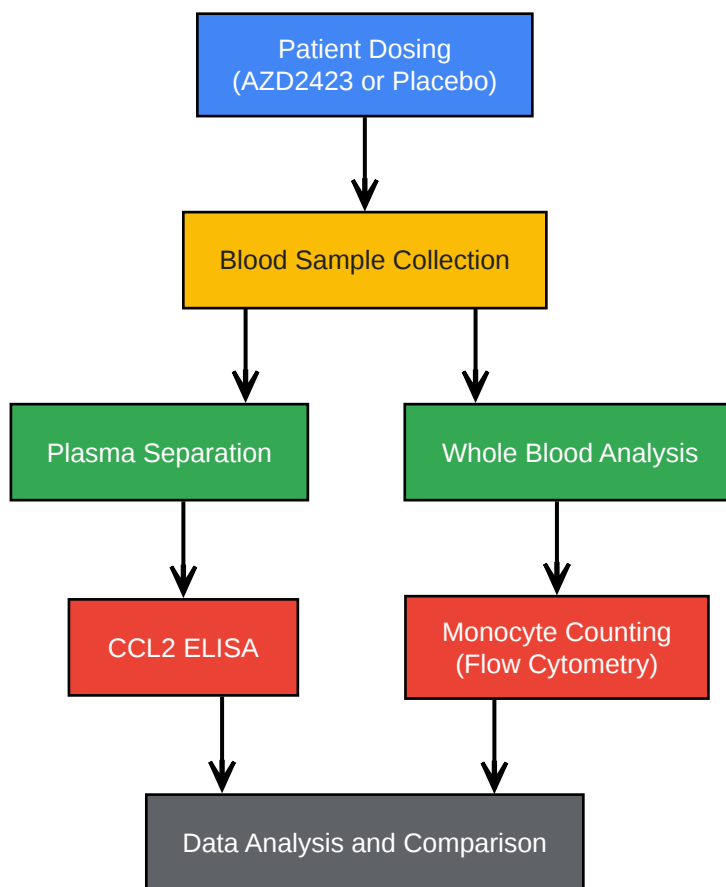 Patient Dosing
(AZD2423 or Placebo)
Blood Sample Collection
Plasma Separation
Whole Blood Analysis
CCL2 ELISA
Monocyte Counting
(Flow Cytometry)
Data Analysis and Comparison